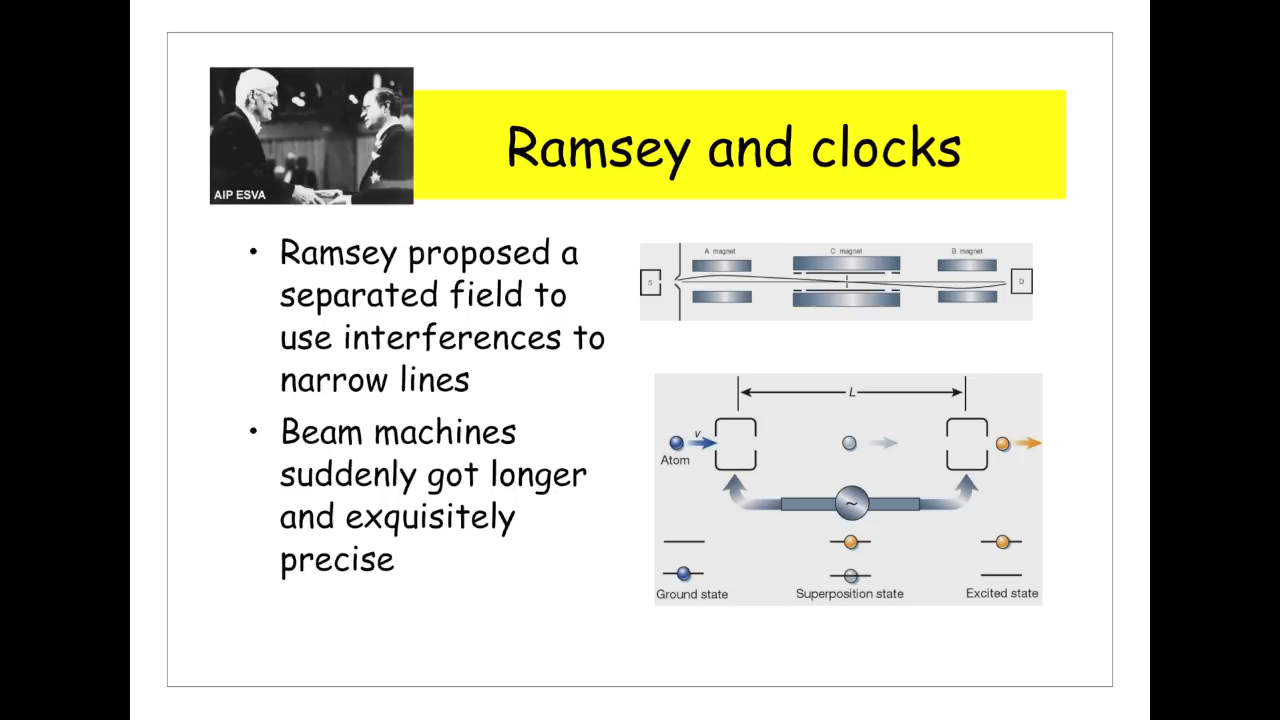 AIP ESVA
Ramsey and clocks
• Ramsey proposed a
separated field to
use interferences to
narrow lines
• Beam machines
suddenly got longer
and exquisitely
precise
A magnet
C magnet
B magnet
S
D
L
v
Atom
~
Ground state
Superposition state
Excited state